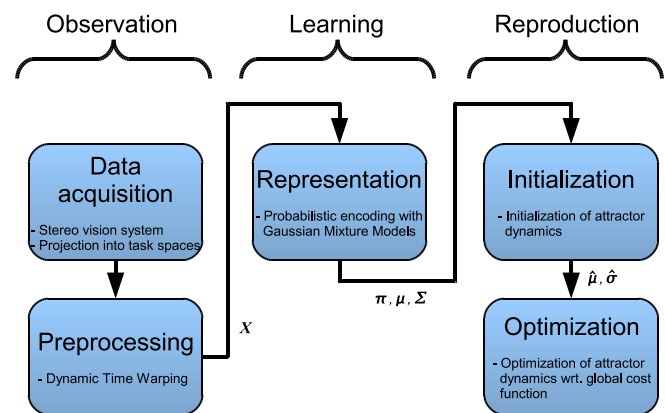 Observation
Learning
Reproduction
Data
acquisition
- Stereo vision system
- Projection into task spaces
Preprocessing
- Dynamic Time Warping
X
Representation
- Probabilistic encoding with
Gaussian Mixture Models
π, μ, Σ
Initialization
- Initialization of attractor
dynamics
μ̂, σ̂
Optimization
- Optimization of attractor
dynamics wrt. global cost
function